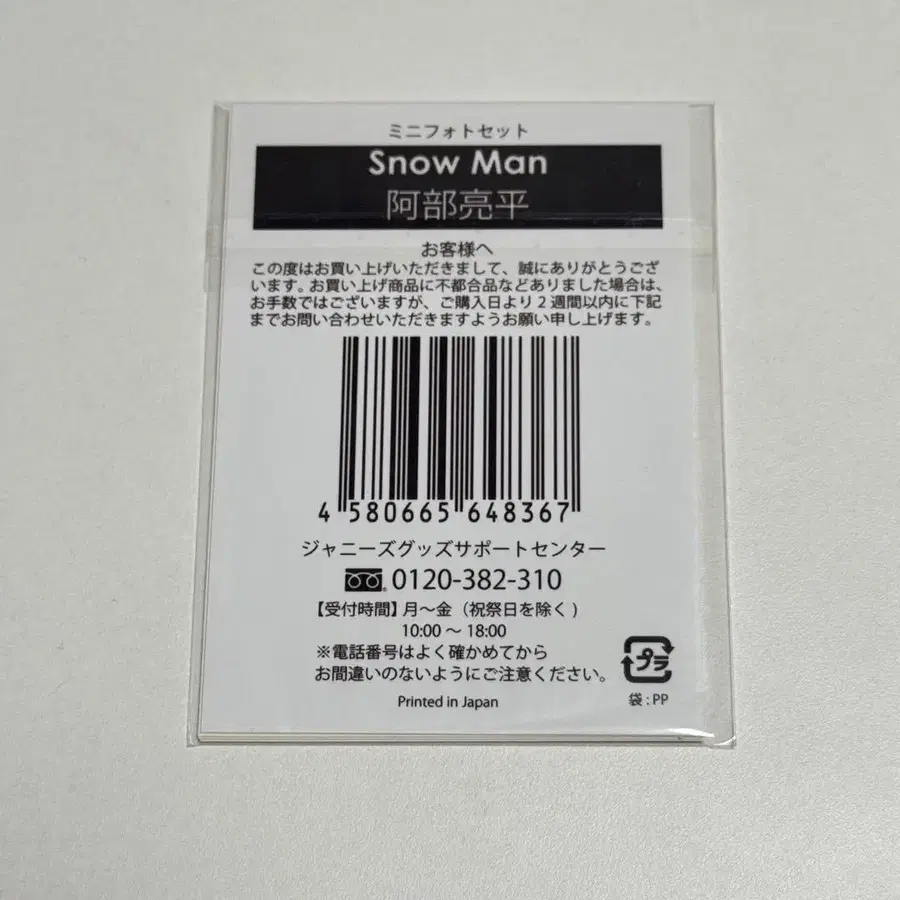 ミニフォトセット
Snow Man
阿部亮平
お客様へ
この度はお買い上げいただきまして、誠にありがとうござ
います。お買い上げ商品に不都合品などありました場合は、
お手数ではございますが、ご購入日より2週間以内に下記
までお問い合わせいただきますようお願い申し上げます。
4 580665 648367
ジャニーズグッズサポートセンター
0120-382-310
【受付時間】月〜金（祝祭日を除く）
10:00 〜 18:00
※電話番号はよく確かめてから
お間違いのないようにご注意ください。
プラ
Printed in Japan
袋 : PP